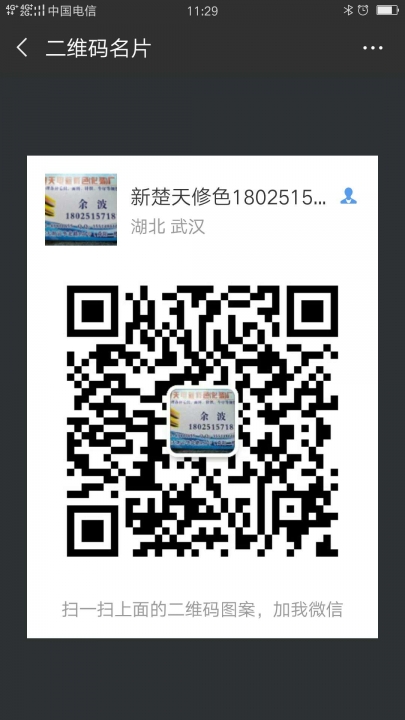 中国电信
11:29
二维码名片
新楚天修色1802515...
湖北 武汉
余 波
1802515718
余 波
1802515718
扫一扫上面的二维码图案，加我微信